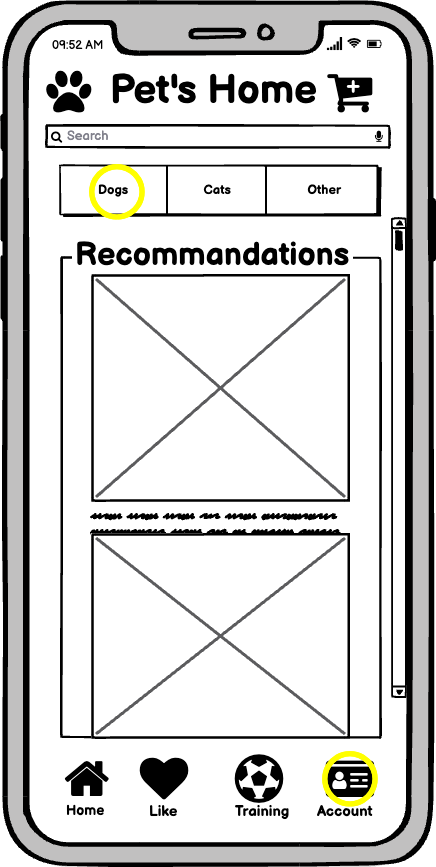 09:52 AM
Pet's Home
Search
Dogs Cats Other
Recommandations
Home Like Training Account